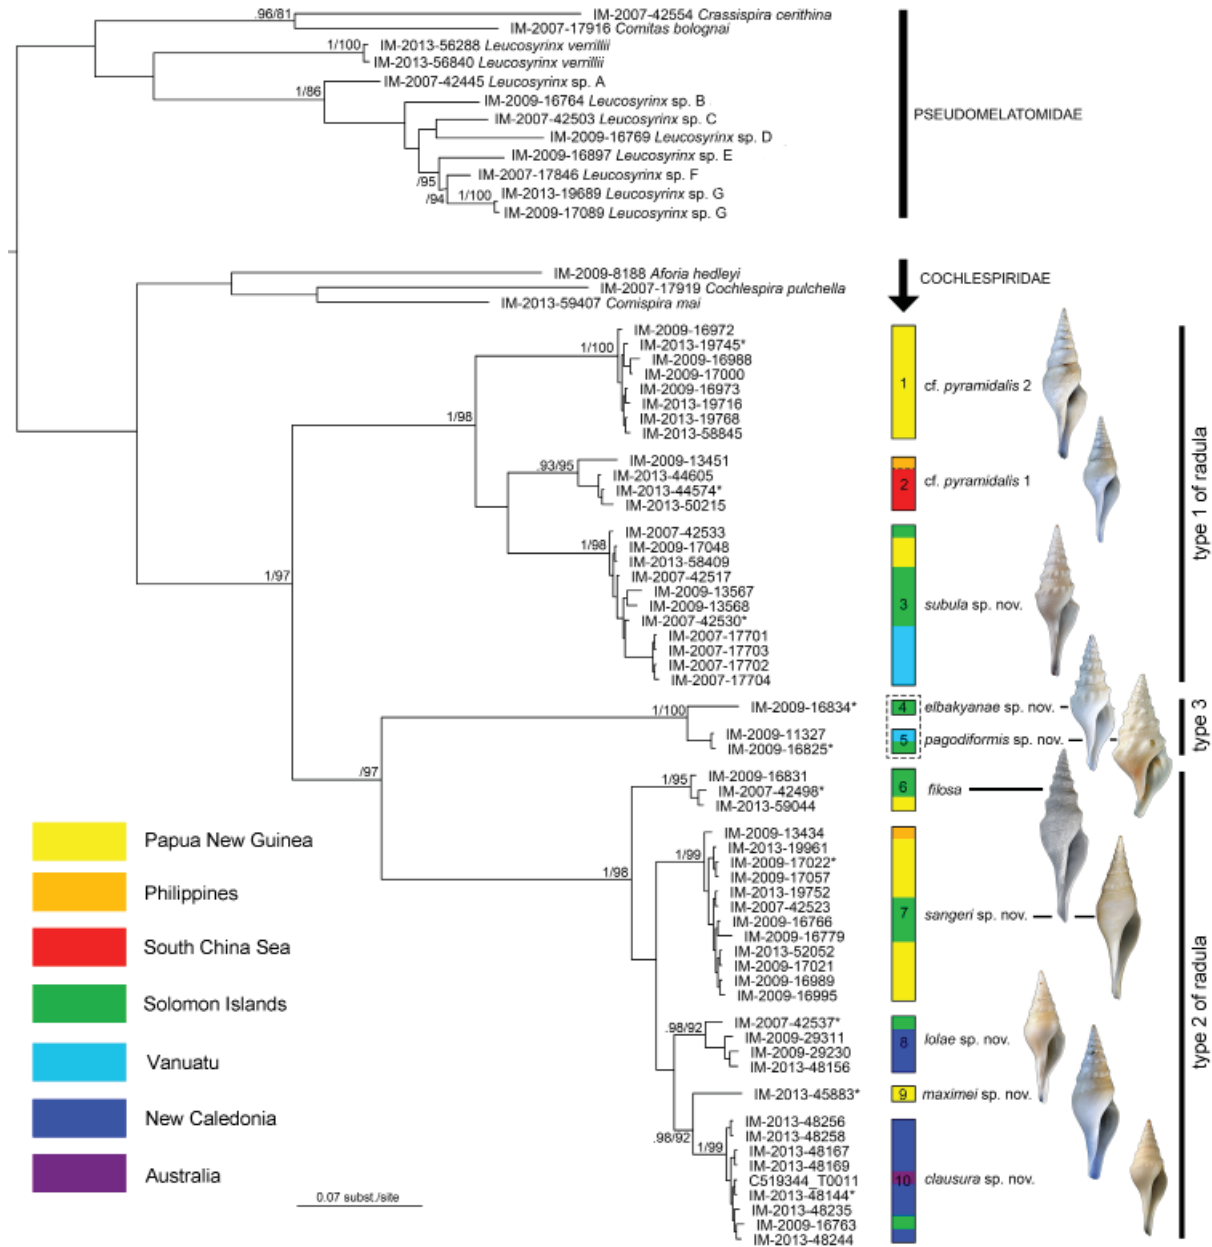 .96/81
IM-2007-42554 Crassispira cerithina
IM-2007-17916 Comitas bolognai
1/100
IM-2013-56288 Leucosyrinx verrillii
IM-2013-56840 Leucosyrinx verrillii
IM-2007-42445 Leucosyrinx sp. A
1/86
IM-2009-16764 Leucosyrinx sp. B
IM-2007-42503 Leucosyrinx sp. C
IM-2009-16769 Leucosyrinx sp. D
IM-2009-16897 Leucosyrinx sp. E
/95
IM-2007-17846 Leucosyrinx sp. F
/94
1/100
IM-2013-19689 Leucosyrinx sp. G
IM-2009-17089 Leucosyrinx sp. G
PSEUDOMELATOMIDAE
IM-2009-8188 Aforia hedleyi
IM-2007-17919 Cochlespira pulchella
IM-2013-59407 Comispira mai
COCHLESPIRIDAE
1/97
1/98
1/100
IM-2009-16972
IM-2013-19745*
IM-2009-16988
IM-2009-17000
IM-2009-16973
IM-2013-19716
IM-2013-19768
IM-2013-58845
1
cf. pyramidalis 2
.93/95
IM-2009-13451
IM-2013-44605
IM-2013-44574*
IM-2013-50215
2
cf. pyramidalis 1
1/98
IM-2007-42533
IM-2009-17048
IM-2013-58409
IM-2007-42517
IM-2009-13567
IM-2009-13568
IM-2007-42530*
IM-2007-17701
IM-2007-17703
IM-2007-17702
IM-2007-17704
3
subula sp. nov.
type 1 of radula
/97
1/100
IM-2009-16834*
4
elbakyanae sp. nov.
IM-2009-11327
IM-2009-16825*
5
pagodiformis sp. nov.
type 3
1/98
1/95
IM-2009-16831
IM-2007-42498*
IM-2013-59044
6
filosa
1/99
IM-2009-13434
IM-2013-19961
IM-2009-17022*
IM-2009-17057
IM-2013-19752
IM-2007-42523
IM-2009-16766
IM-2009-16779
IM-2013-52052
IM-2009-17021
IM-2009-16989
IM-2009-16995
7
sangeri sp. nov.
.98/92
IM-2007-42537*
IM-2009-29311
IM-2009-29230
IM-2013-48156
8
lolae sp. nov.
IM-2013-45883*
9
maximei sp. nov.
.98/92
1/99
IM-2013-48256
IM-2013-48258
IM-2013-48167
IM-2013-48169
C519344_T0011
IM-2013-48144*
IM-2013-48235
IM-2009-16763
IM-2013-48244
10
clausura sp. nov.
type 2 of radula
Papua New Guinea
Philippines
South China Sea
Solomon Islands
Vanuatu
New Caledonia
Australia
0.07 subst./site